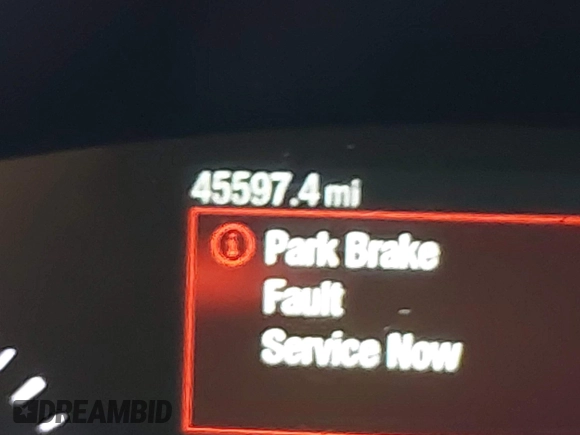 45597.4 mi
Park Brake
Fault
Service Now
DREAMBID